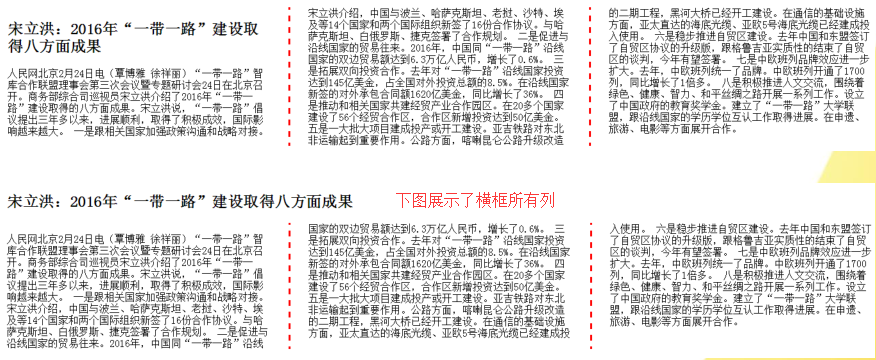 宋立洪：2016年“一带一路”建设取
得八方面成果
人民网北京2月24日电（覃博雅 徐祥丽）“一带一路”智
库合作联盟理事会第三次会议暨专题研讨会24日在北京召
开。商务部综合司巡视员宋立洪介绍了2016年“一带一
路”建设取得的八方面成果。宋立洪说，“一带一路”倡
议提出三年多以来，进展顺利，取得了积极成效，国际影
响越来越大。 一是跟相关国家加强政策沟通和战略对接。
宋立洪介绍，中国与波兰、哈萨克斯坦、老挝、沙特、埃
及等14个国家和两个国际组织新签了16份合作协议。与哈
萨克斯坦、白俄罗斯、捷克签署了合作规划。 二是促进与
沿线国家的贸易往来。2016年，中国同“一带一路”沿线
国家的双边贸易额达到6.3万亿人民币，增长了0.6%。 三
是拓展双向投资合作。去年对“一带一路”沿线国家投资
达到145亿美金，占全国对外投资总额的8.5%。在沿线国家
新签的对外承包合同额1620亿美金，增长了36%。 四
是推动和相关国家共建经贸产业合作园区。在20多个国家
建设了56个经贸合作区，合作区新增投资达到50亿美金。
五是一大批大项目建成投产或开工建设。亚吉铁路对东北
非运输起到重要作用。公路方面，喀喇昆仑公路升级改造
的二期工程，黑河大桥已经开工建设。在通信的基础设施
方面，亚太直达的海底光缆、亚欧5号海底光缆已经建成投
入使用。 六是稳步推进自贸区建设。去年中国和东盟签订
了自贸区协议的升级版，跟格鲁吉亚实质性的结束了自贸
区的谈判，今年有望签署。 七是中欧班列品牌效应进一步
扩大。去年，中欧班列统一了品牌。中欧班列开通了1700
列，同比增长了1倍多。 八是积极推进人文交流，围绕着
绿色、健康、智力、和平丝绸之路开展一系列工作。设立
了中国政府的教育奖学金。建立了“一带一路”大学联
盟，跟沿线国家的学历学位互认工作取得进展。在申遗、
旅游、电影等方面展开合作。
宋立洪：2016年“一带一路”建设取得八方面成果
下图展示了横框所有列
人民网北京2月24日电（覃博雅 徐祥丽）“一带一路”智
库合作联盟理事会第三次会议暨专题研讨会24日在北京召
开。商务部综合司巡视员宋立洪介绍了2016年“一带一
路”建设取得的八方面成果。宋立洪说，“一带一路”倡
议提出三年多以来，进展顺利，取得了积极成效，国际影
响越来越大。 一是跟相关国家加强政策沟通和战略对接。
宋立洪介绍，中国与波兰、哈萨克斯坦、老挝、沙特、埃
及等14个国家和两个国际组织新签了16份合作协议。与哈
萨克斯坦、白俄罗斯、捷克签署了合作规划。 二是促进与
沿线国家的贸易往来。2016年，中国同“一带一路”沿线
国家的双边贸易额达到6.3万亿人民币，增长了0.6%。 三
是拓展双向投资合作。去年对“一带一路”沿线国家投资
达到145亿美金，占全国对外投资总额的8.5%。在沿线国家
新签的对外承包合同额1620亿美金，增长了36%。 四
是推动和相关国家共建经贸产业合作园区。在20多个国家
建设了56个经贸合作区，合作区新增投资达到50亿美金。
五是一大批大项目建成投产或开工建设。亚吉铁路对东北
非运输起到重要作用。公路方面，喀喇昆仑公路升级改造
的二期工程，黑河大桥已经开工建设。在通信的基础设施
方面，亚太直达的海底光缆、亚欧5号海底光缆已经建成投
入使用。 六是稳步推进自贸区建设。去年中国和东盟签订
了自贸区协议的升级版，跟格鲁吉亚实质性的结束了自贸
区的谈判，今年有望签署。 七是中欧班列品牌效应进一步
扩大。去年，中欧班列统一了品牌。中欧班列开通了1700
列，同比增长了1倍多。 八是积极推进人文交流，围绕着
绿色、健康、智力、和平丝绸之路开展一系列工作。设立
了中国政府的教育奖学金。建立了“一带一路”大学联
盟，跟沿线国家的学历学位互认工作取得进展。在申遗、
旅游、电影等方面展开合作。